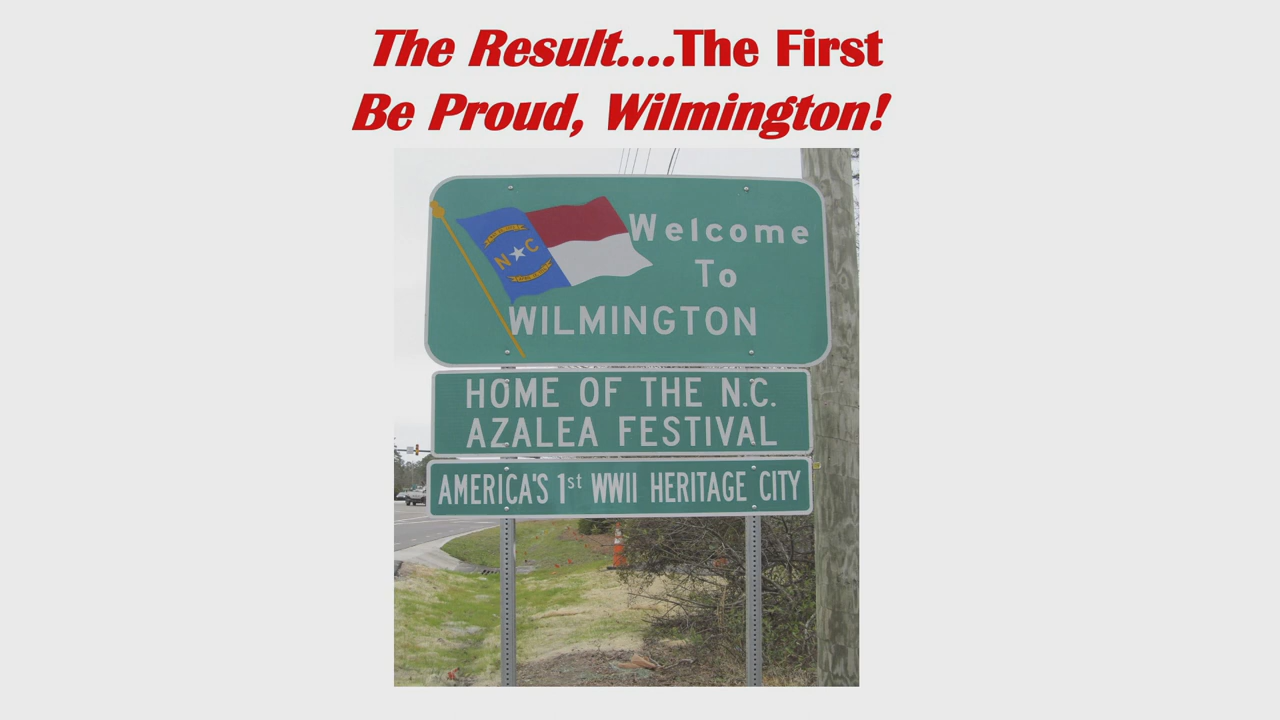 The Result....The First
Be Proud, Wilmington!
Welcome
To
WILMINGTON
N C
HOME OF THE N.C.
AZALEA FESTIVAL
AMERICA'S 1st WWII HERITAGE CITY